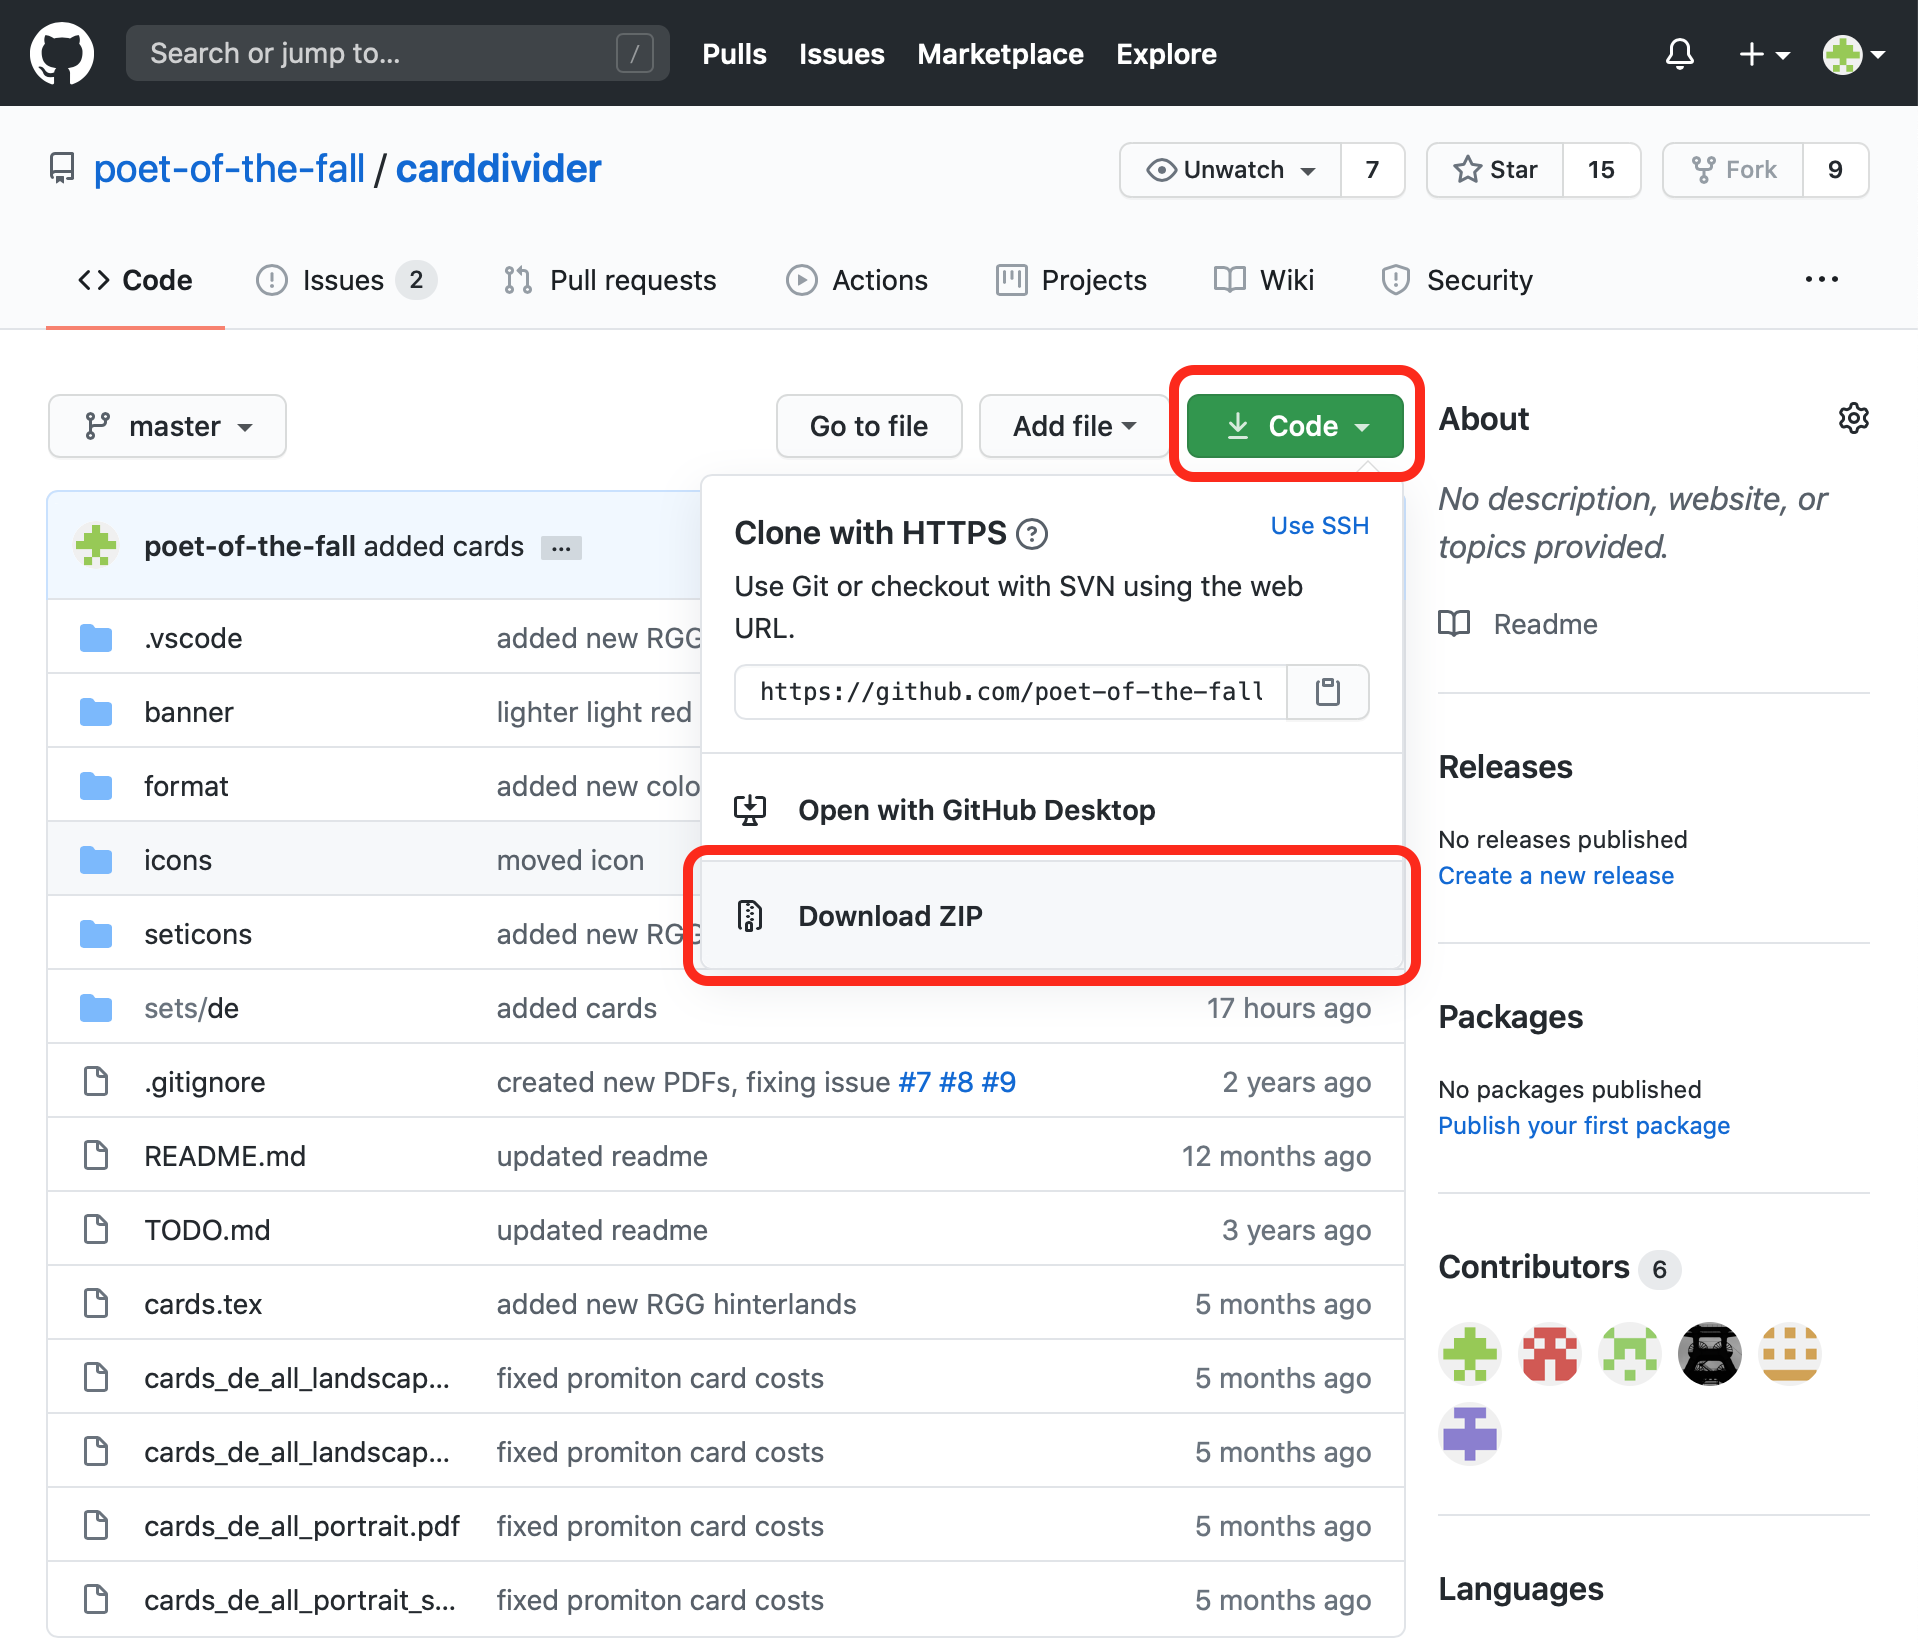 Search or jump to... /
Pulls Issues Marketplace Explore
poet-of-the-fall / carddivider
Unwatch 7 Star 15 Fork 9
Code Issues 2 Pull requests Actions Projects Wiki Security ...
master Go to file Add file Code
poet-of-the-fall added cards ...
Clone with HTTPS ? Use SSH
Use Git or checkout with SVN using the web
URL.
https://github.com/poet-of-the-fall
Open with GitHub Desktop
Download ZIP
.vscode added new RGG
banner lighter light red
format added new colo
icons moved icon
seticons added new RGG
sets/de added cards 17 hours ago
.gitignore created new PDFs, fixing issue #7 #8 #9 2 years ago
README.md updated readme 12 months ago
TODO.md updated readme 3 years ago
cards.tex added new RGG hinterlands 5 months ago
cards_de_all_landscap... fixed promiton card costs 5 months ago
cards_de_all_landscap... fixed promiton card costs 5 months ago
cards_de_all_portrait.pdf fixed promiton card costs 5 months ago
cards_de_all_portrait_s... fixed promiton card costs 5 months ago
About
No description, website, or
topics provided.
Readme
Releases
No releases published
Create a new release
Packages
No packages published
Publish your first package
Contributors 6
Languages